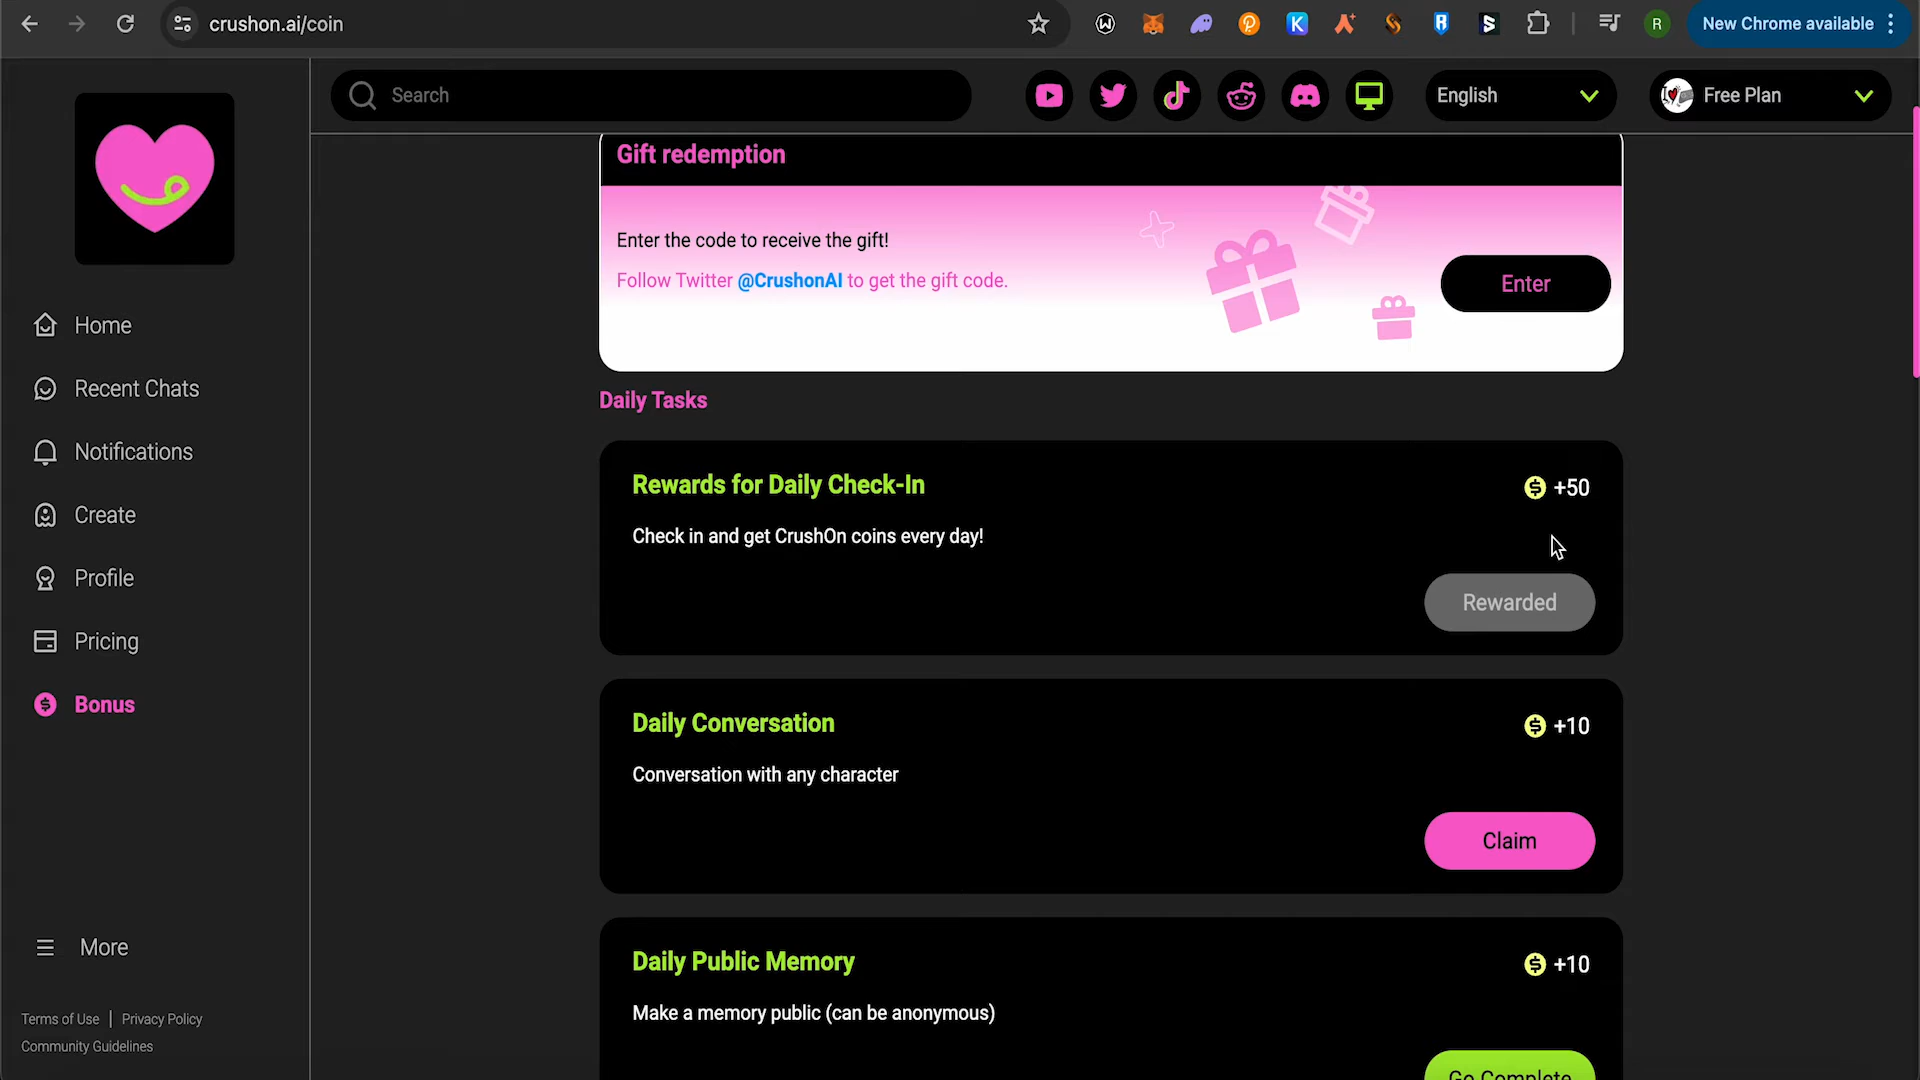 crushon.ai/coin
R
New Chrome available
Search
English
Free Plan
Home
Recent Chats
Notifications
Create
Profile
Pricing
Bonus
More
Terms of Use | Privacy Policy
Community Guidelines
Gift redemption
Enter the code to receive the gift!
Follow Twitter @CrushonAI to get the gift code.
Enter
Daily Tasks
Rewards for Daily Check-In
+50
Check in and get CrushOn coins every day!
Rewarded
Daily Conversation
+10
Conversation with any character
Claim
Daily Public Memory
+10
Make a memory public (can be anonymous)
Go Complete